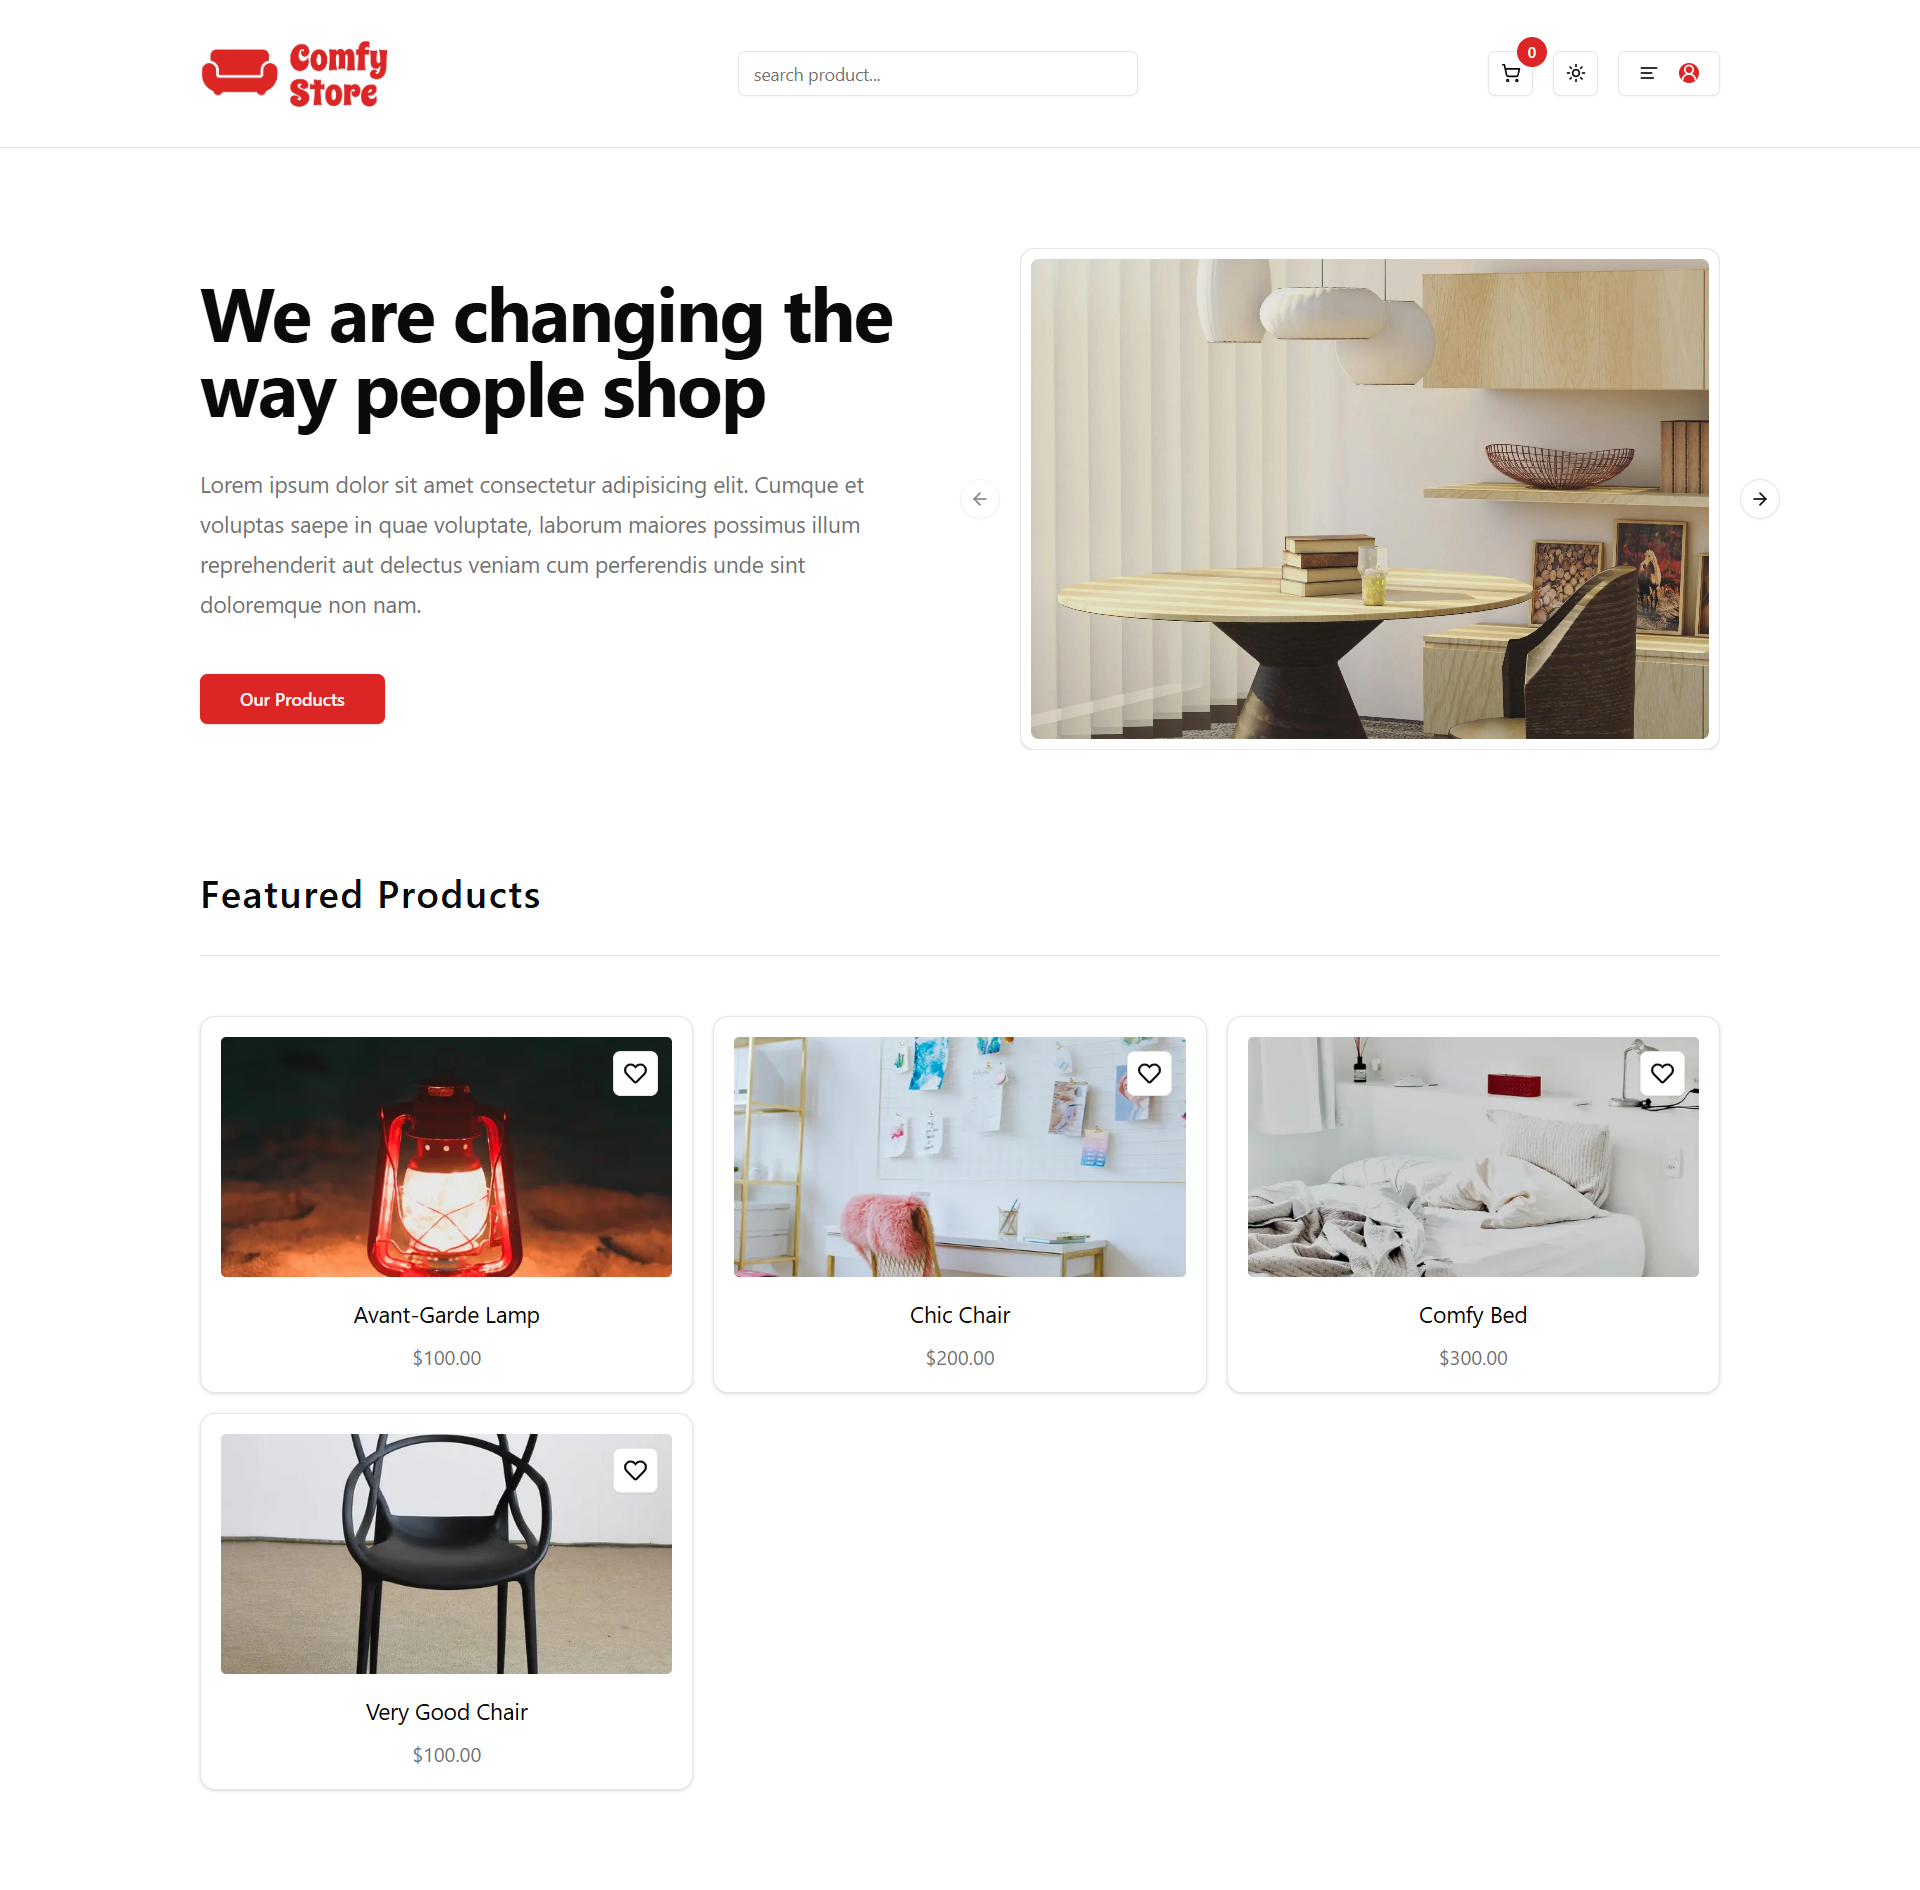 Comfy
Store
search product...
0
We are changing the
way people shop
Lorem ipsum dolor sit amet consectetur adipisicing elit. Cumque et
voluptas saepe in quae voluptate, laborum maiores possimus illum
reprehenderit aut delectus veniam cum perferendis unde sint
doloremque non nam.
Our Products
Featured Products
Avant-Garde Lamp
$100.00
Chic Chair
$200.00
Comfy Bed
$300.00
Very Good Chair
$100.00